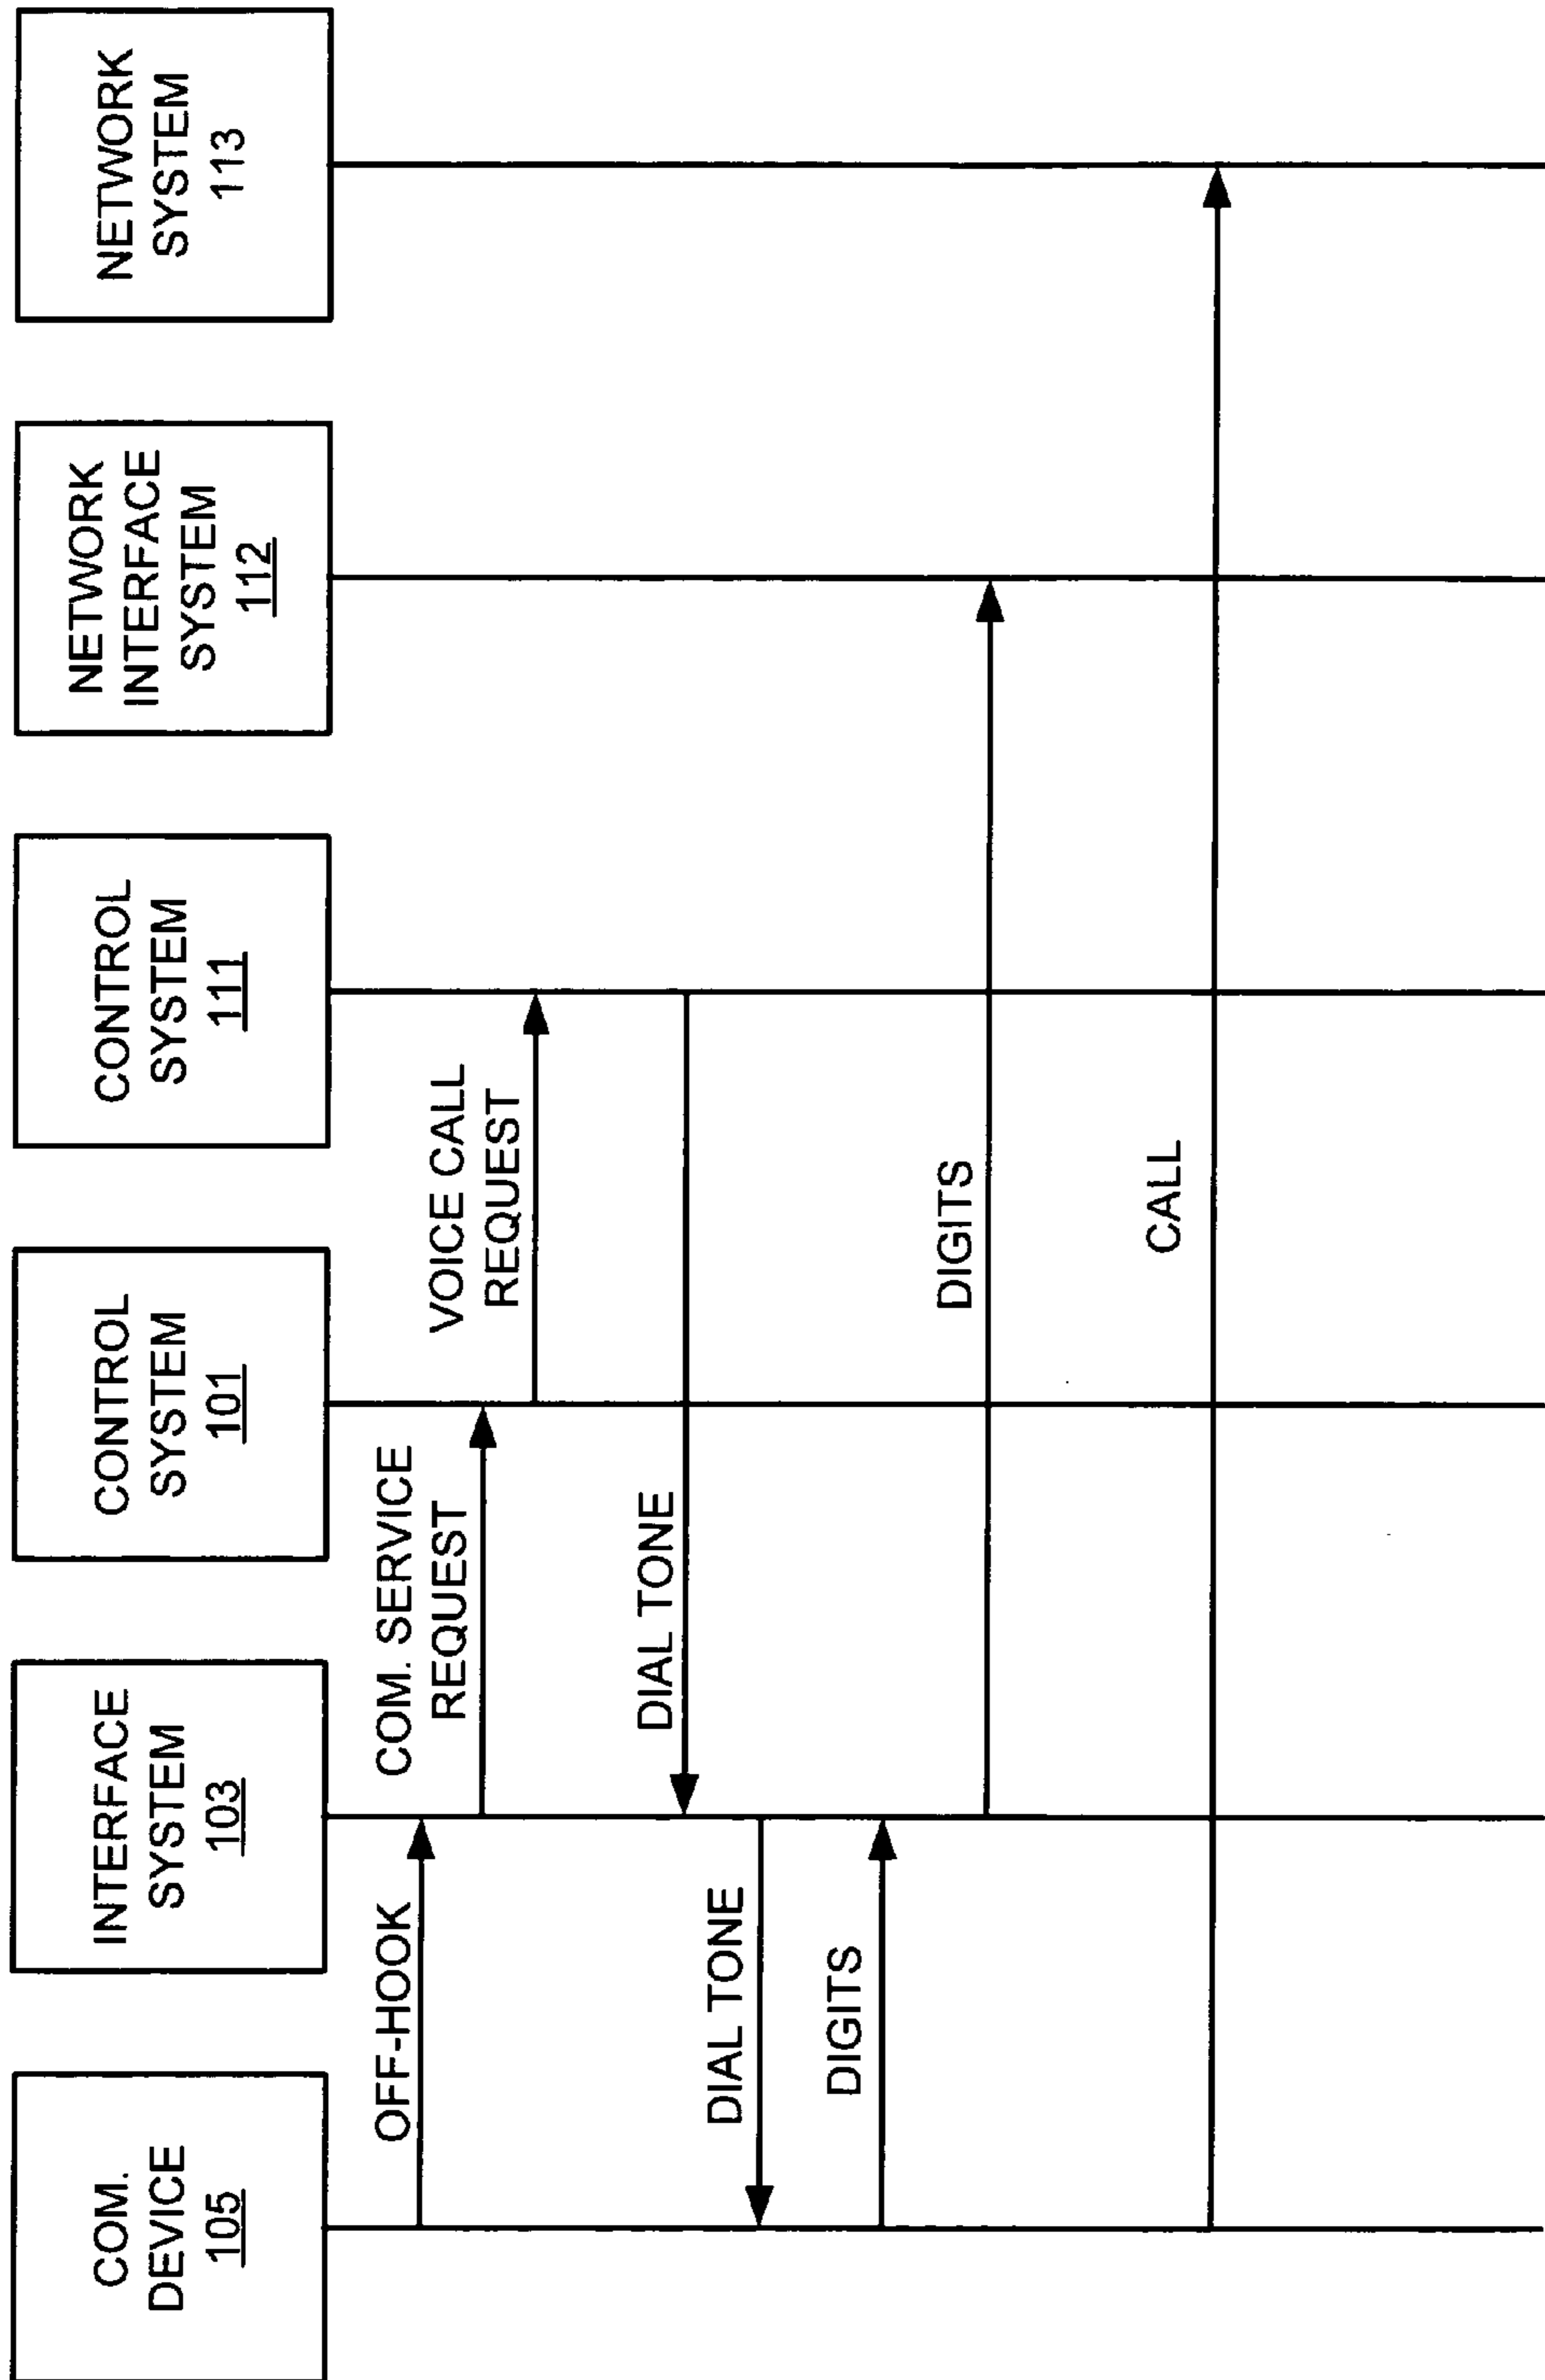 COM.
DEVICE
105
INTERFACE
SYSTEM
103
CONTROL
SYSTEM
101
CONTROL
SYSTEM
111
NETWORK
INTERFACE
SYSTEM
112
NETWORK
SYSTEM
113
OFF-HOOK
COM. SERVICE
REQUEST
VOICE CALL
REQUEST
DIAL TONE
DIAL TONE
DIGITS
DIGITS
CALL